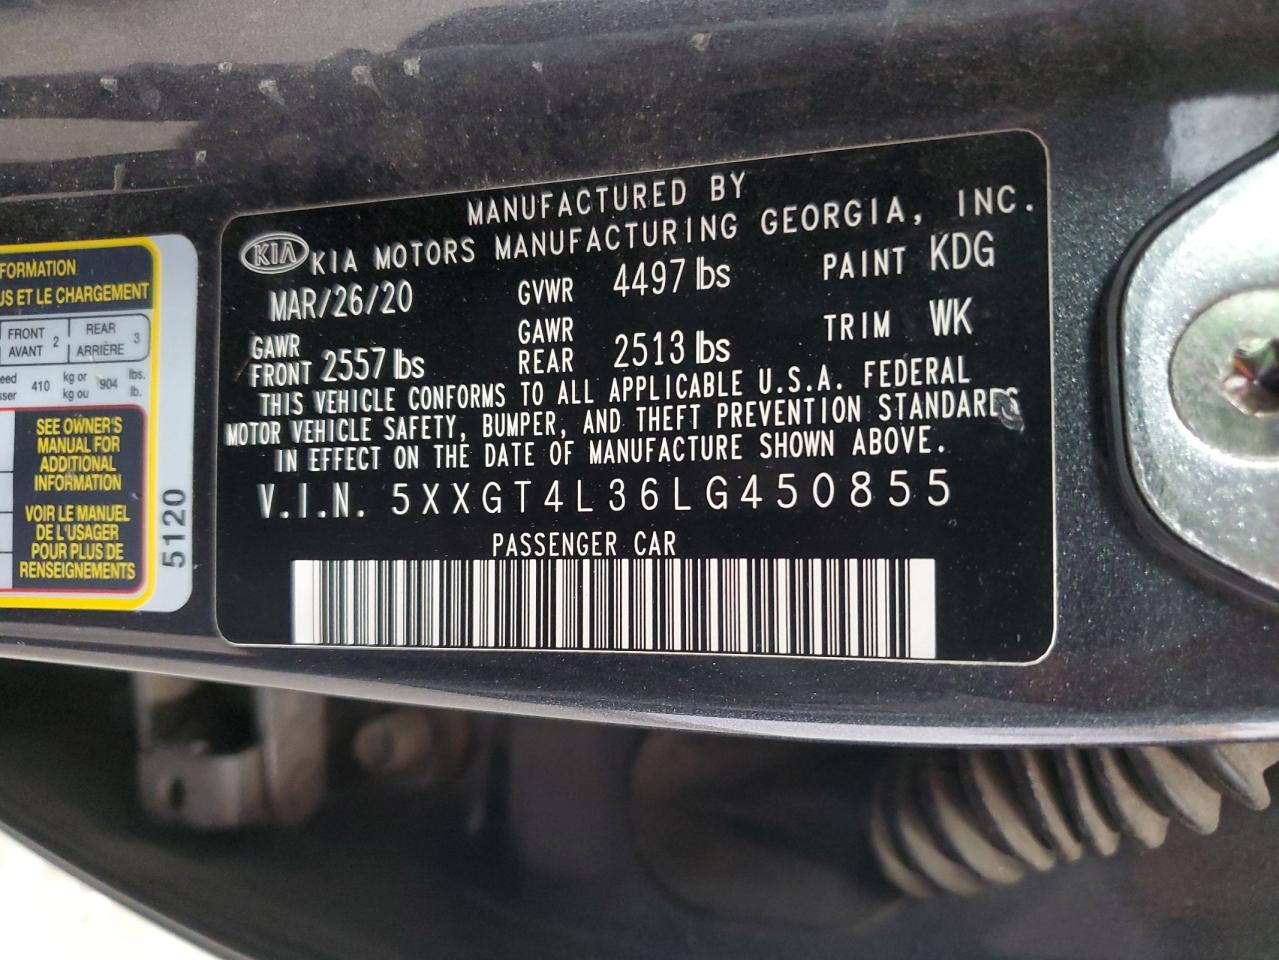 MANUFACTURED BY
KIA KIA MOTORS MANUFACTURING GEORGIA, INC.
MAR/26/20 GVWR 4497 lbs PAINT KDG
GAWR FRONT 2557 lbs GAWR REAR 2513 lbs TRIM WK
THIS VEHICLE CONFORMS TO ALL APPLICABLE U.S.A. FEDERAL
MOTOR VEHICLE SAFETY, BUMPER, AND THEFT PREVENTION STANDARDS
IN EFFECT ON THE DATE OF MANUFACTURE SHOWN ABOVE.
V.I.N. 5XXGT4L36LG450855
PASSENGER CAR
FORMATION
US ET LE CHARGEMENT
FRONT AVANT 2 REAR ARRIÈRE 3
eed
sser 410 kg or kg ou 904 lbs. lb.
SEE OWNER'S
MANUAL FOR
ADDITIONAL
INFORMATION
VOIR LE MANUEL
DE L'USAGER
POUR PLUS DE
RENSEIGNEMENTS
5120